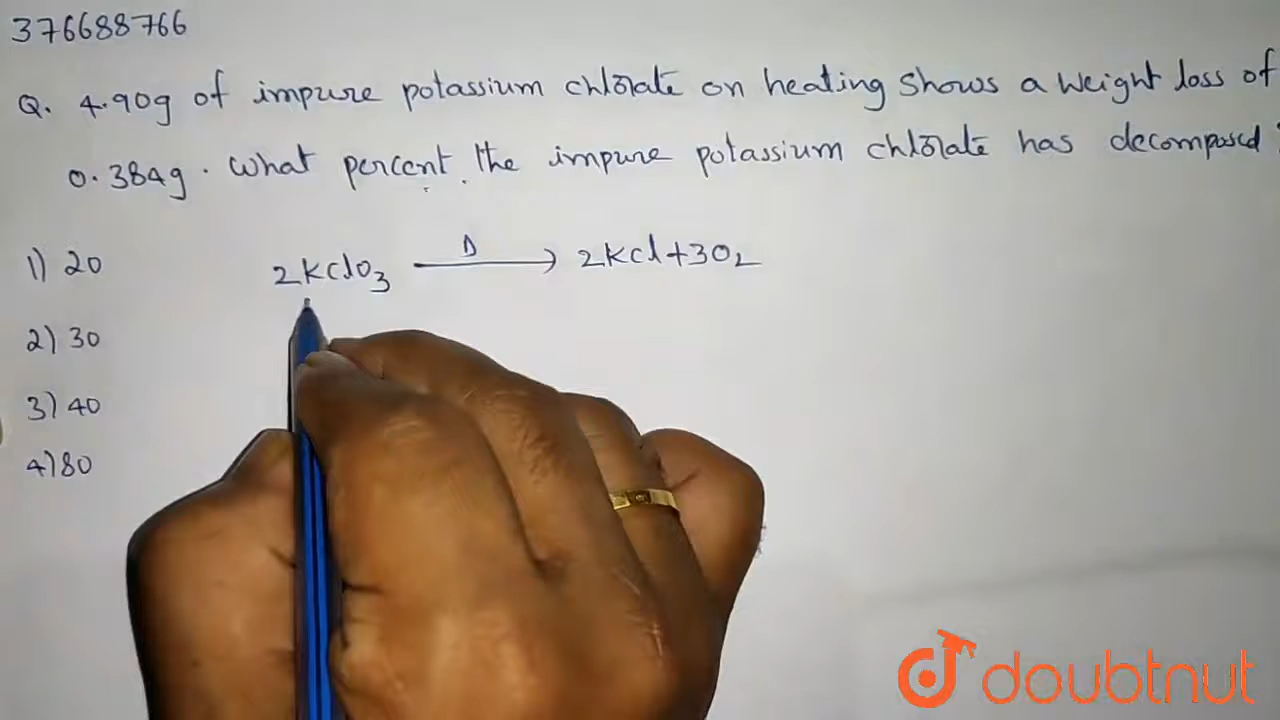 376688766
Q. 4.90g of impure potassium chlorate on heating shows a weight loss of
0.384g. What percent the impure potassium chlorate has decomposed?
1) 20
2KClO3 Δ→ 2KCl+3O2
2) 30
3) 40
4) 80
doubtnut